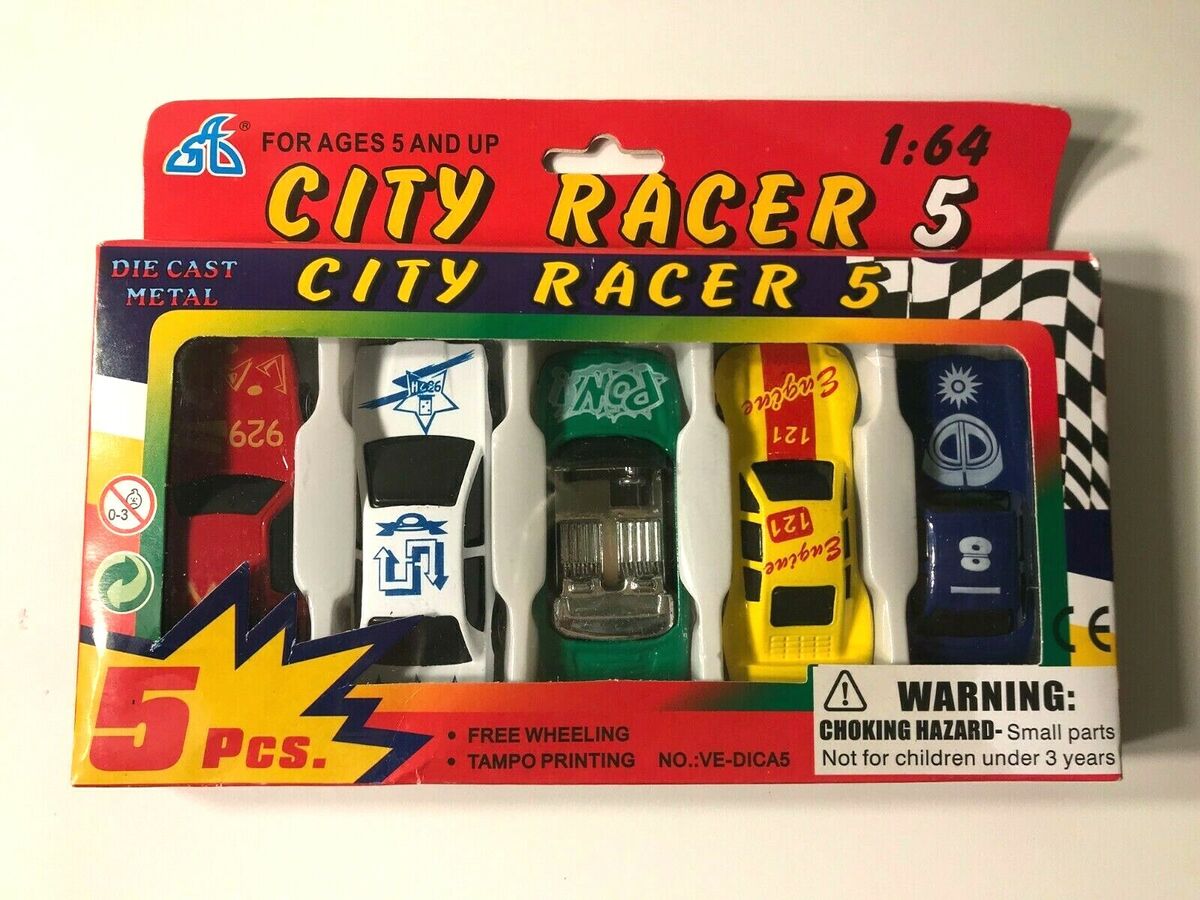 ®
FOR AGES 5 AND UP
1:64
CITY RACER 5
DIE CAST
METAL
CITY RACER 5
929
HC86
Engine
121
121
Engine
8
0-3
CE
5 Pcs.
• FREE WHEELING
• TAMPO PRINTING NO.:VE-DICA5
WARNING:
CHOKING HAZARD- Small parts
Not for children under 3 years